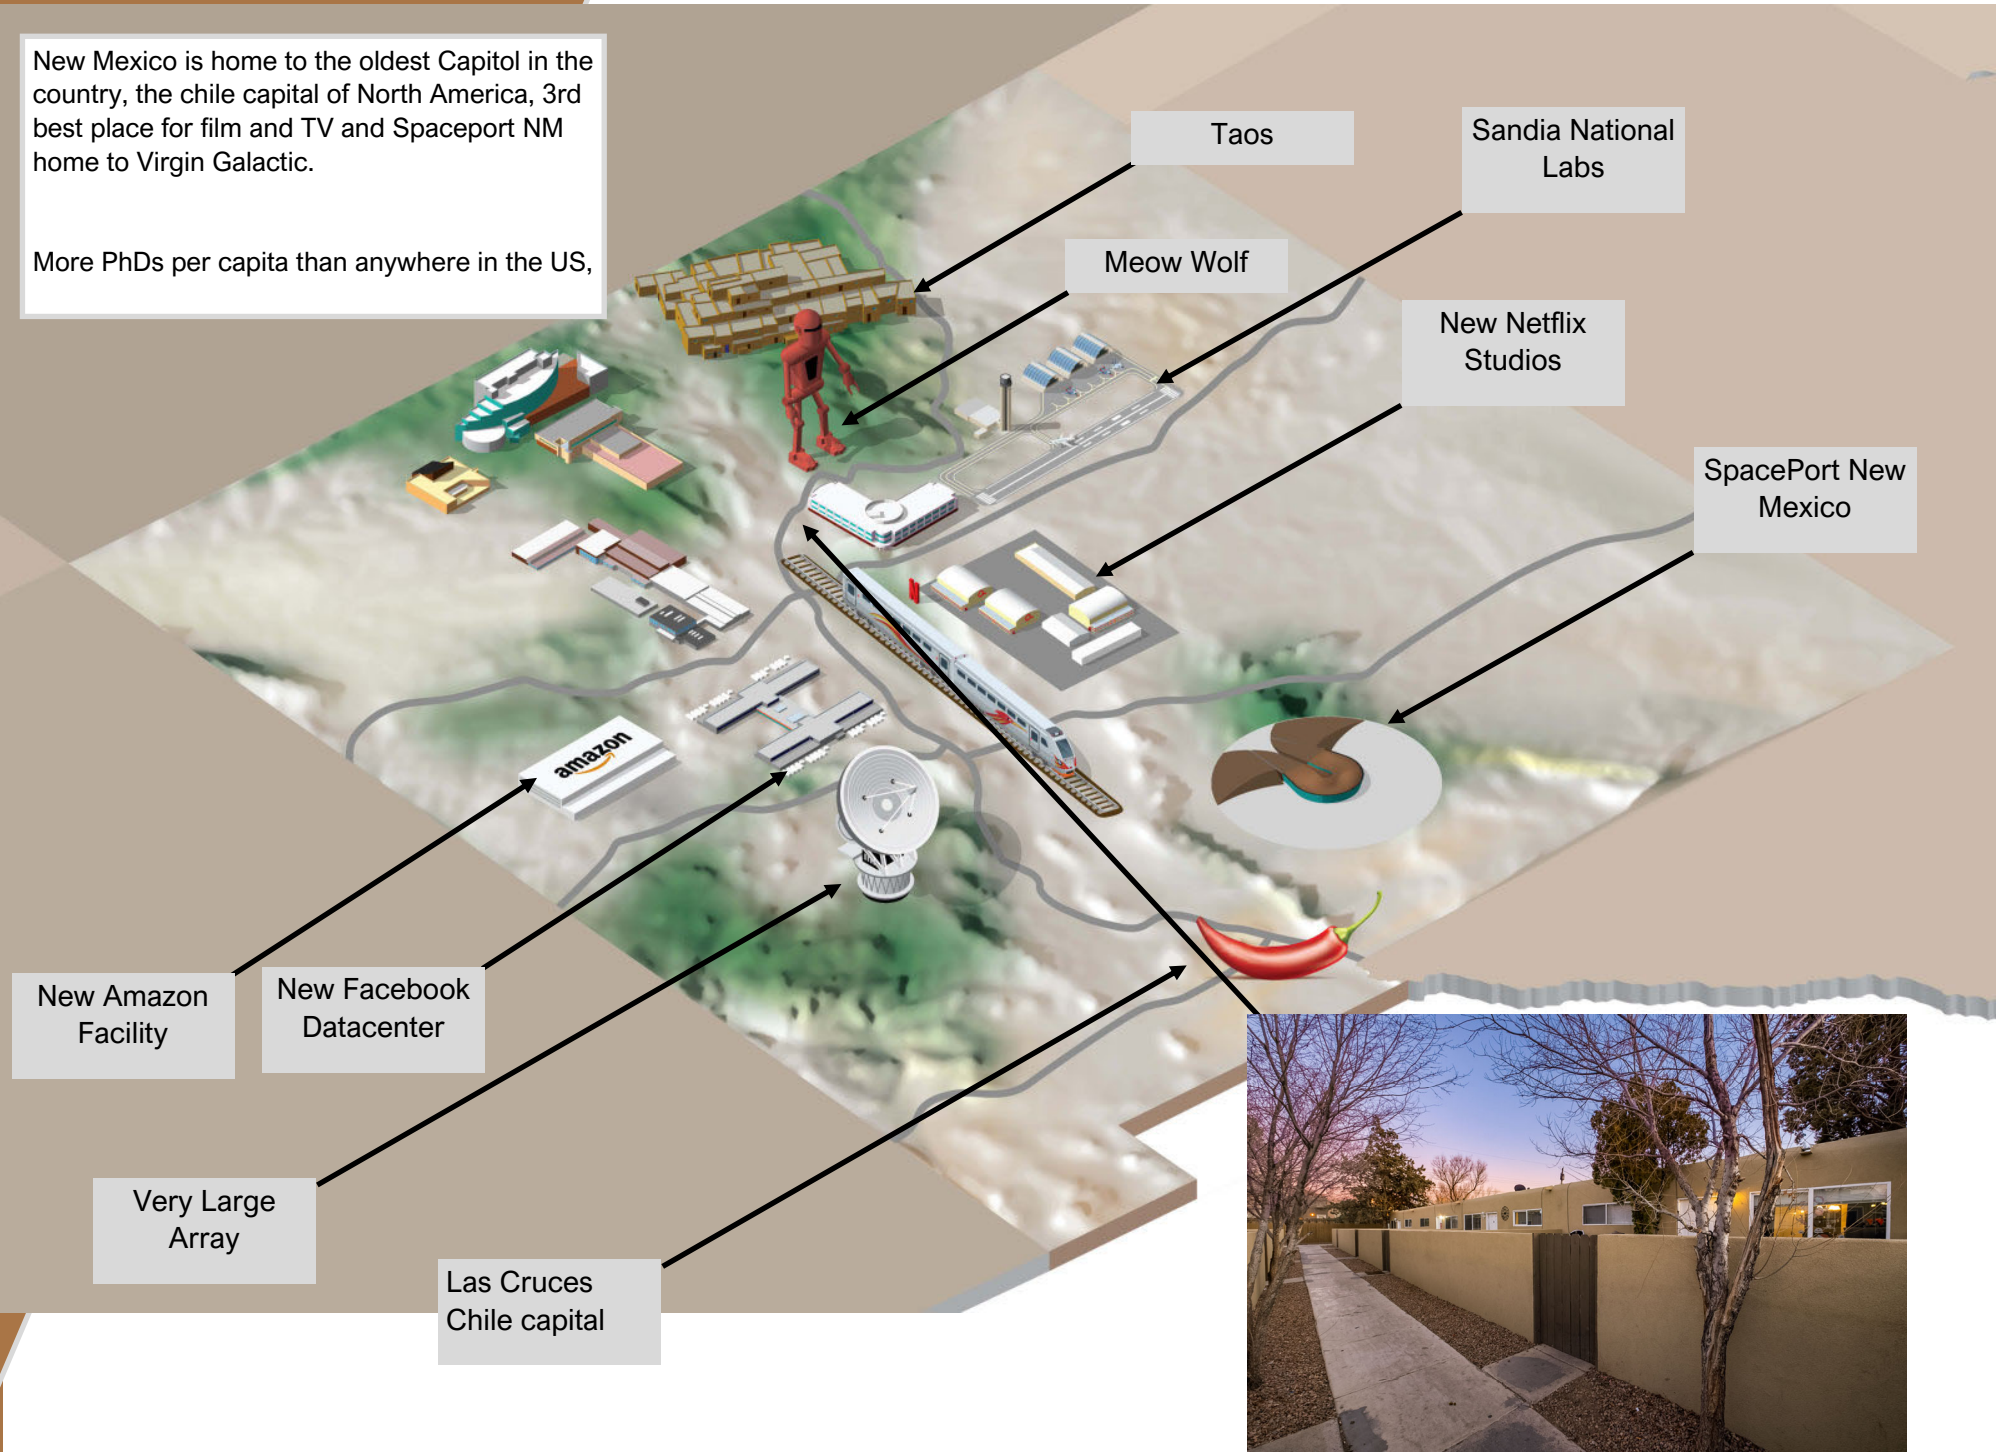 New Mexico is home to the oldest Capitol in the
country, the chile capital of North America, 3rd
best place for film and TV and Spaceport NM
home to Virgin Galactic.
More PhDs per capita than anywhere in the US,
Taos
Sandia National
Labs
Meow Wolf
New Netflix
Studios
SpacePort New
Mexico
N
amazon
New Amazon
Facility
New Facebook
Datacenter
Very Large
Array
Las Cruces
Chile capital